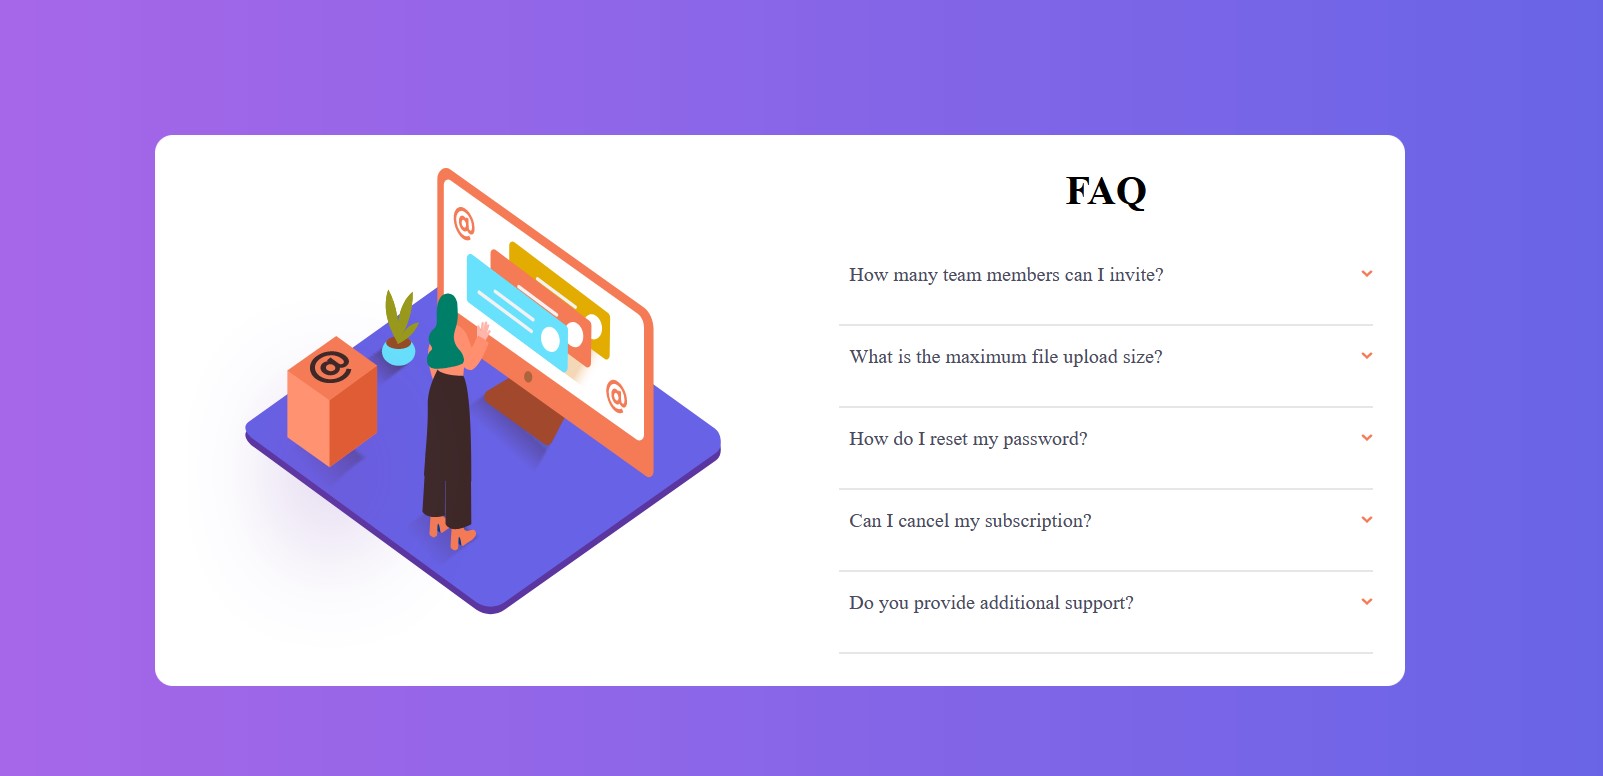 FAQ
How many team members can I invite?
What is the maximum file upload size?
How do I reset my password?
Can I cancel my subscription?
Do you provide additional support?
@
@
@